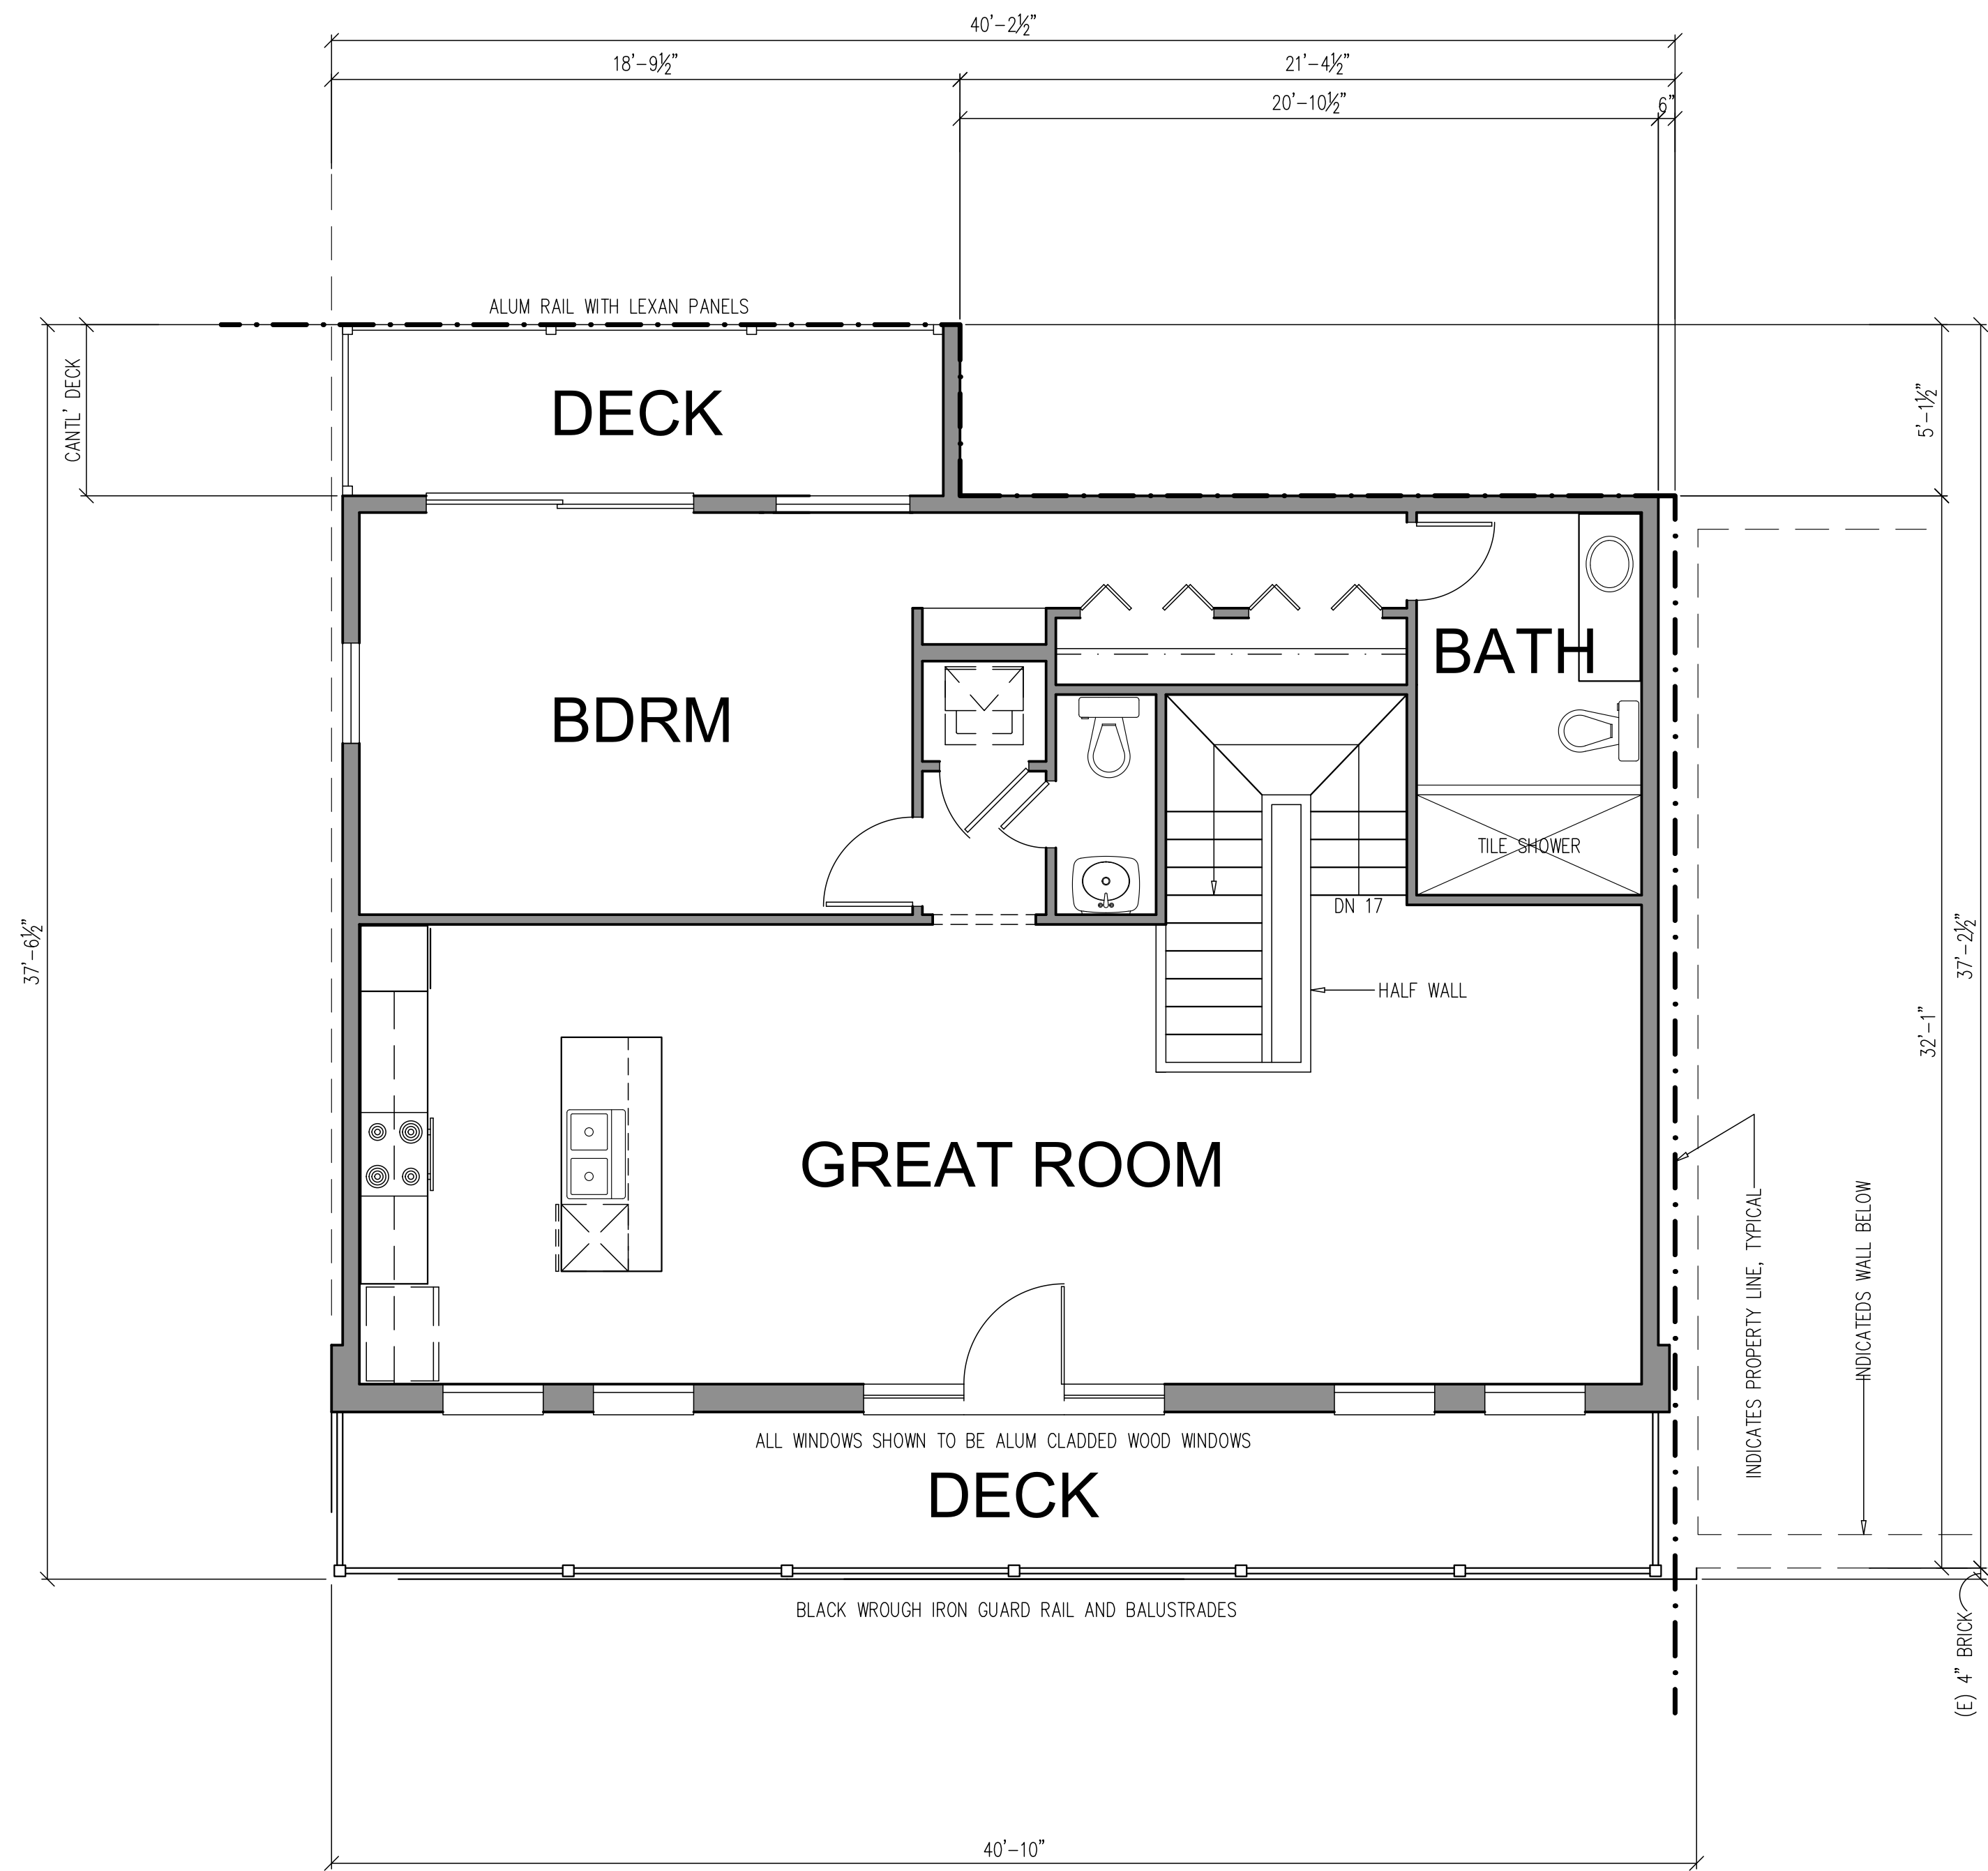 40'-2½"
18'-9½"
21'-4½"
20'-10½"
6"
ALUM RAIL WITH LEXAN PANELS
CANTL' DECK
DECK
5'-1½"
BATH
BDRM
TILE SHOWER
DN 17
37'-6½"
37'-2½"
HALF WALL
32'-1"
GREAT ROOM
INDICATES PROPERTY LINE, TYPICAL
INDICATEDS WALL BELOW
ALL WINDOWS SHOWN TO BE ALUM CLADDED WOOD WINDOWS
DECK
BLACK WROUGH IRON GUARD RAIL AND BALUSTRADES
(E) 4" BRICK
40'-10"